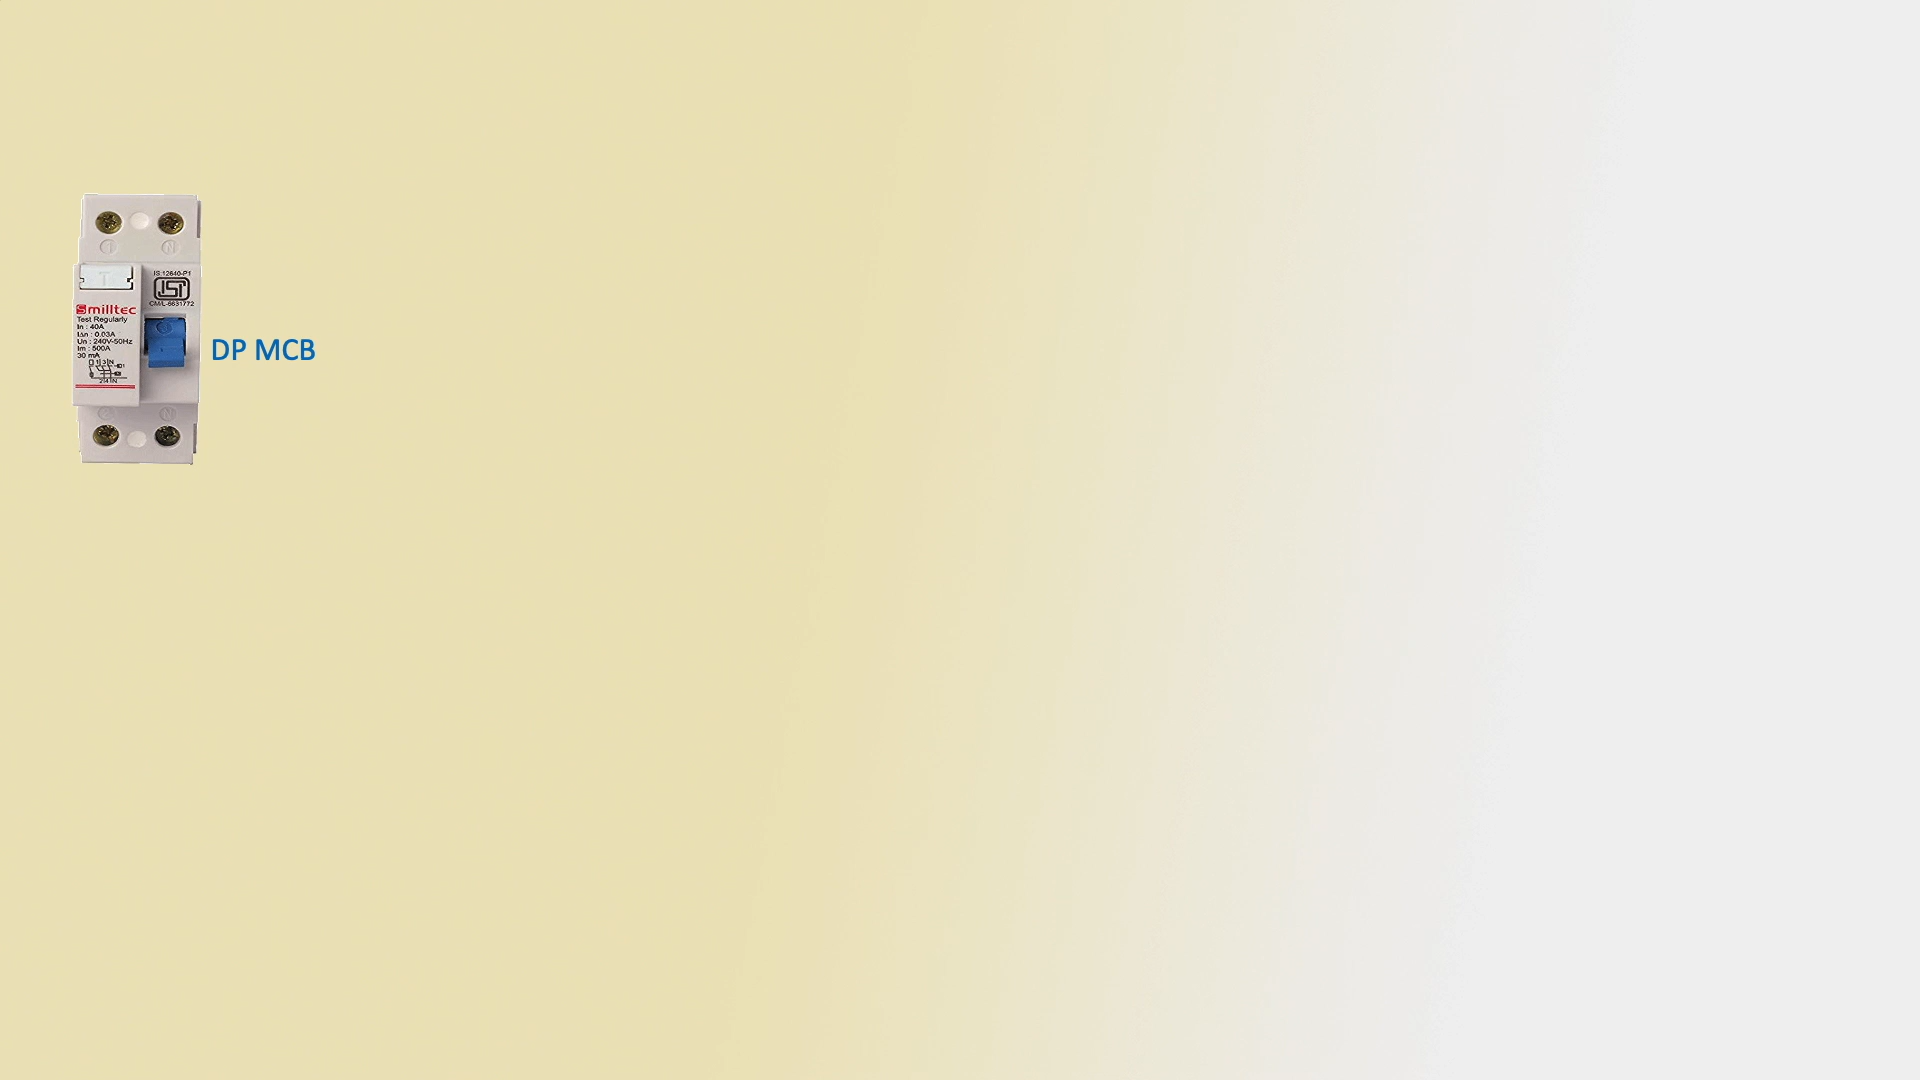 IS:12640-P1
ISI
CM/L-6631772
milltec
Test Regularly
In : 40A
IΔn : 0.03A
Un : 240V-50Hz
Im : 500A
30 mA
DP MCB